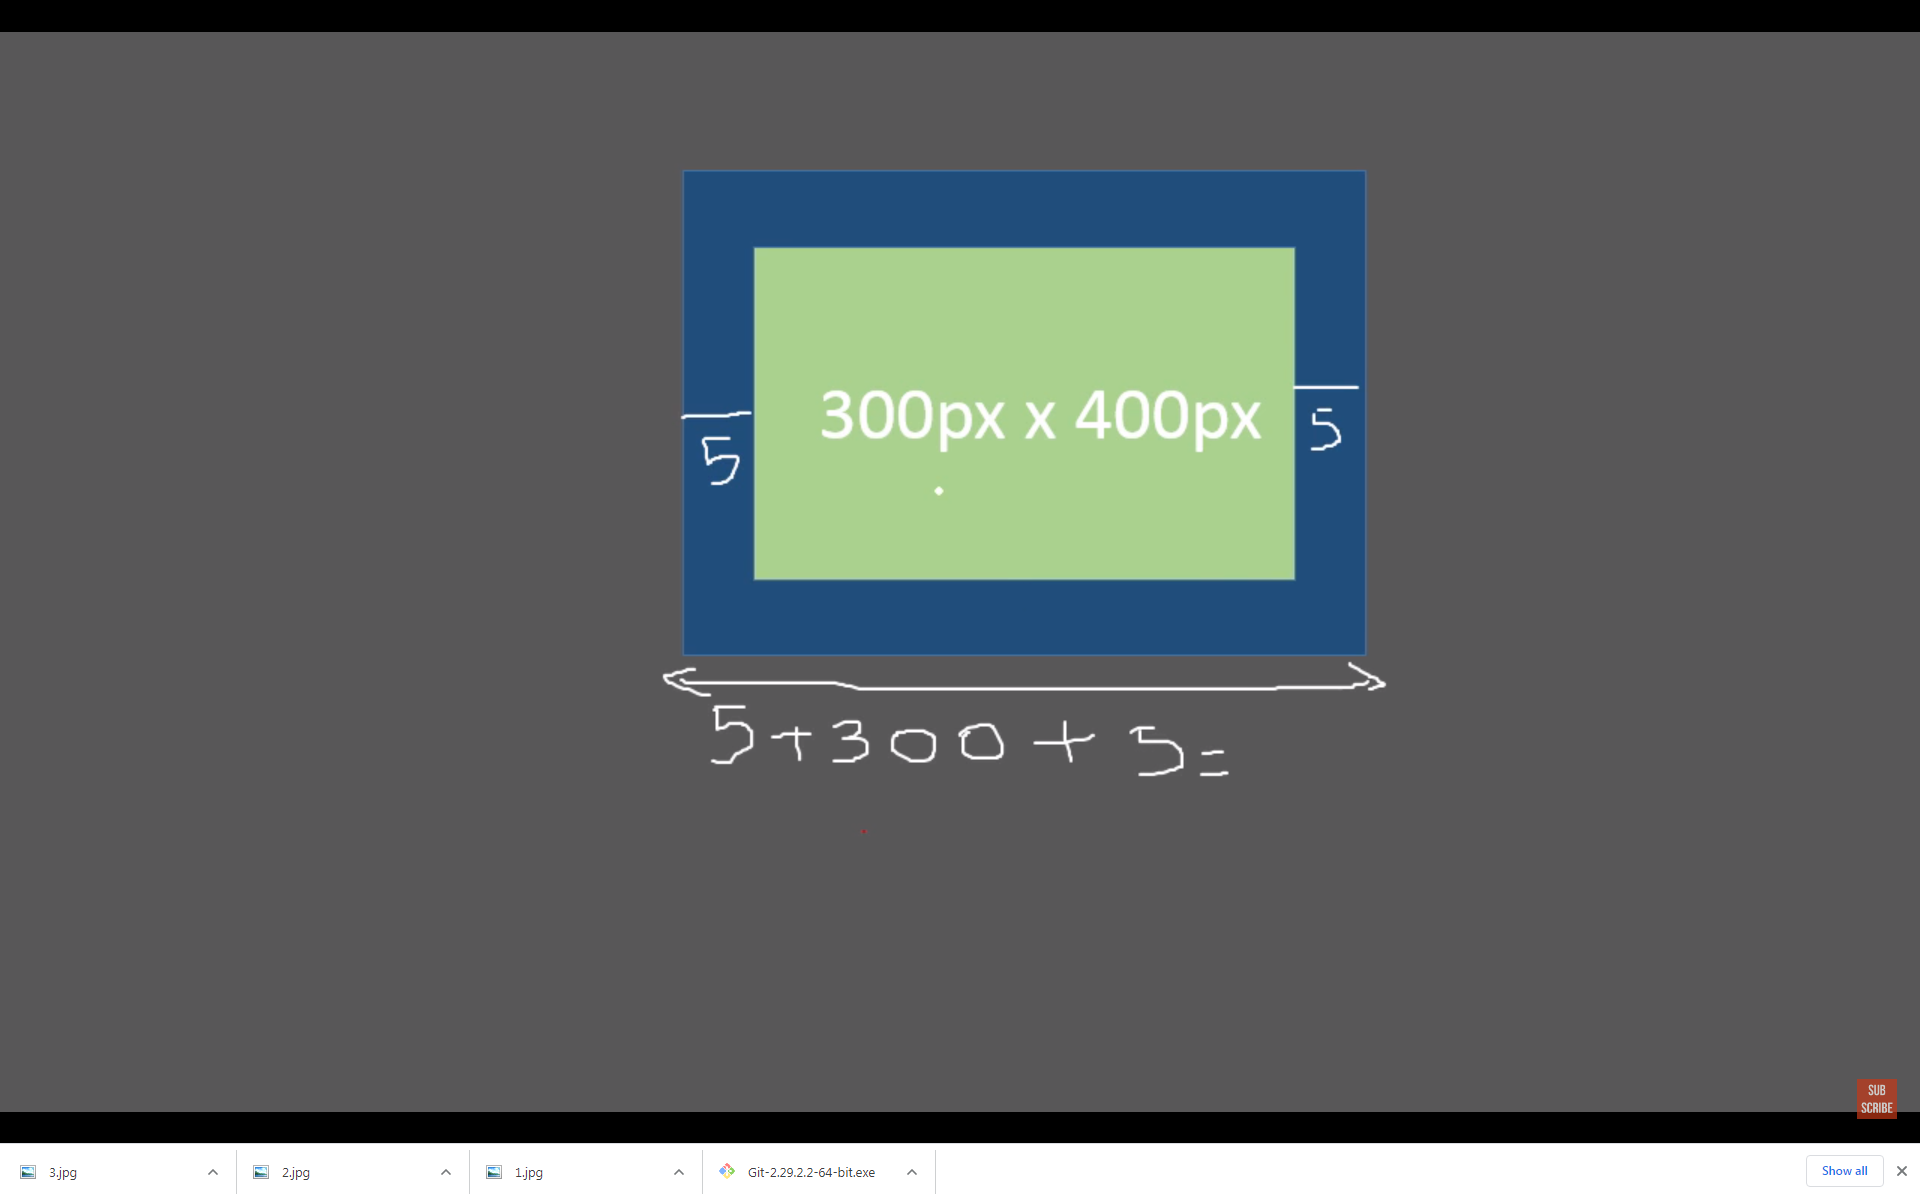 300px x 400px
5
5
5+300+5=
SUB
SCRIBE
3.jpg
2.jpg
1.jpg
Git-2.29.2.2-64-bit.exe
Show all